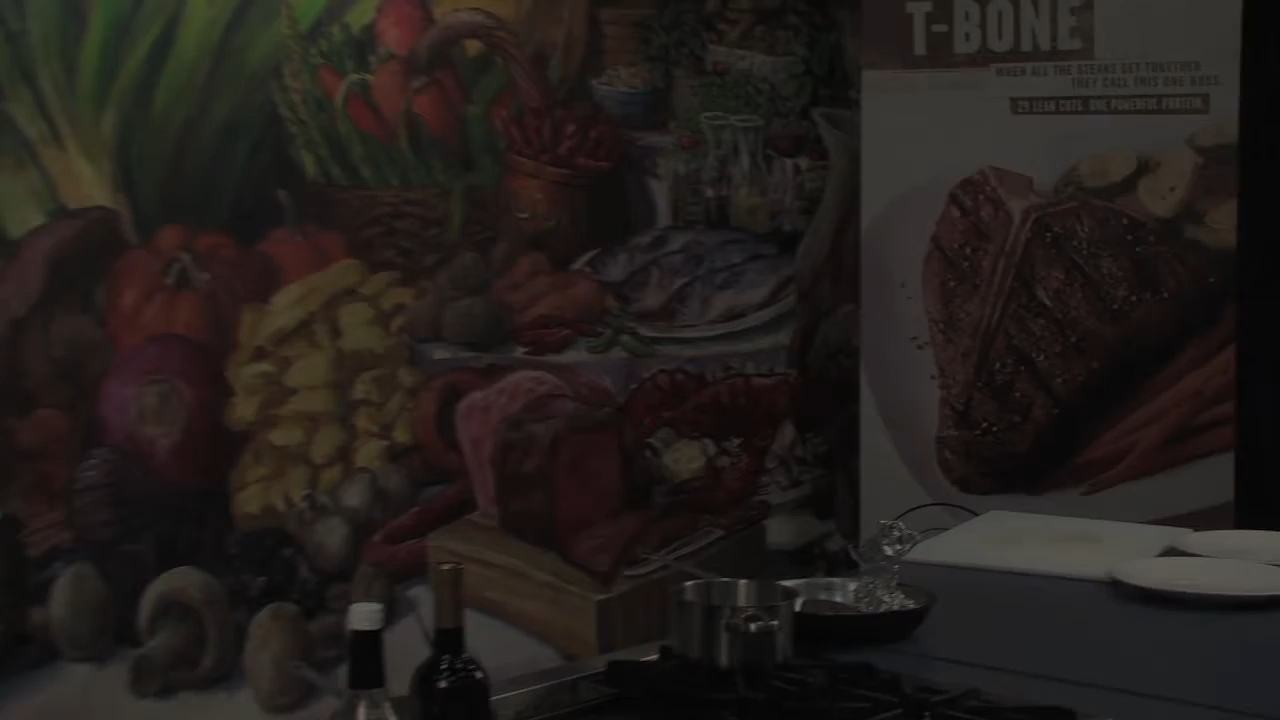 T-BONE
WHEN ALL THE STEAKS GET TOGETHER
THEY CALL THIS ONE BOSS.
29 LEAN CUTS. ONE POWERFUL PROTEIN.